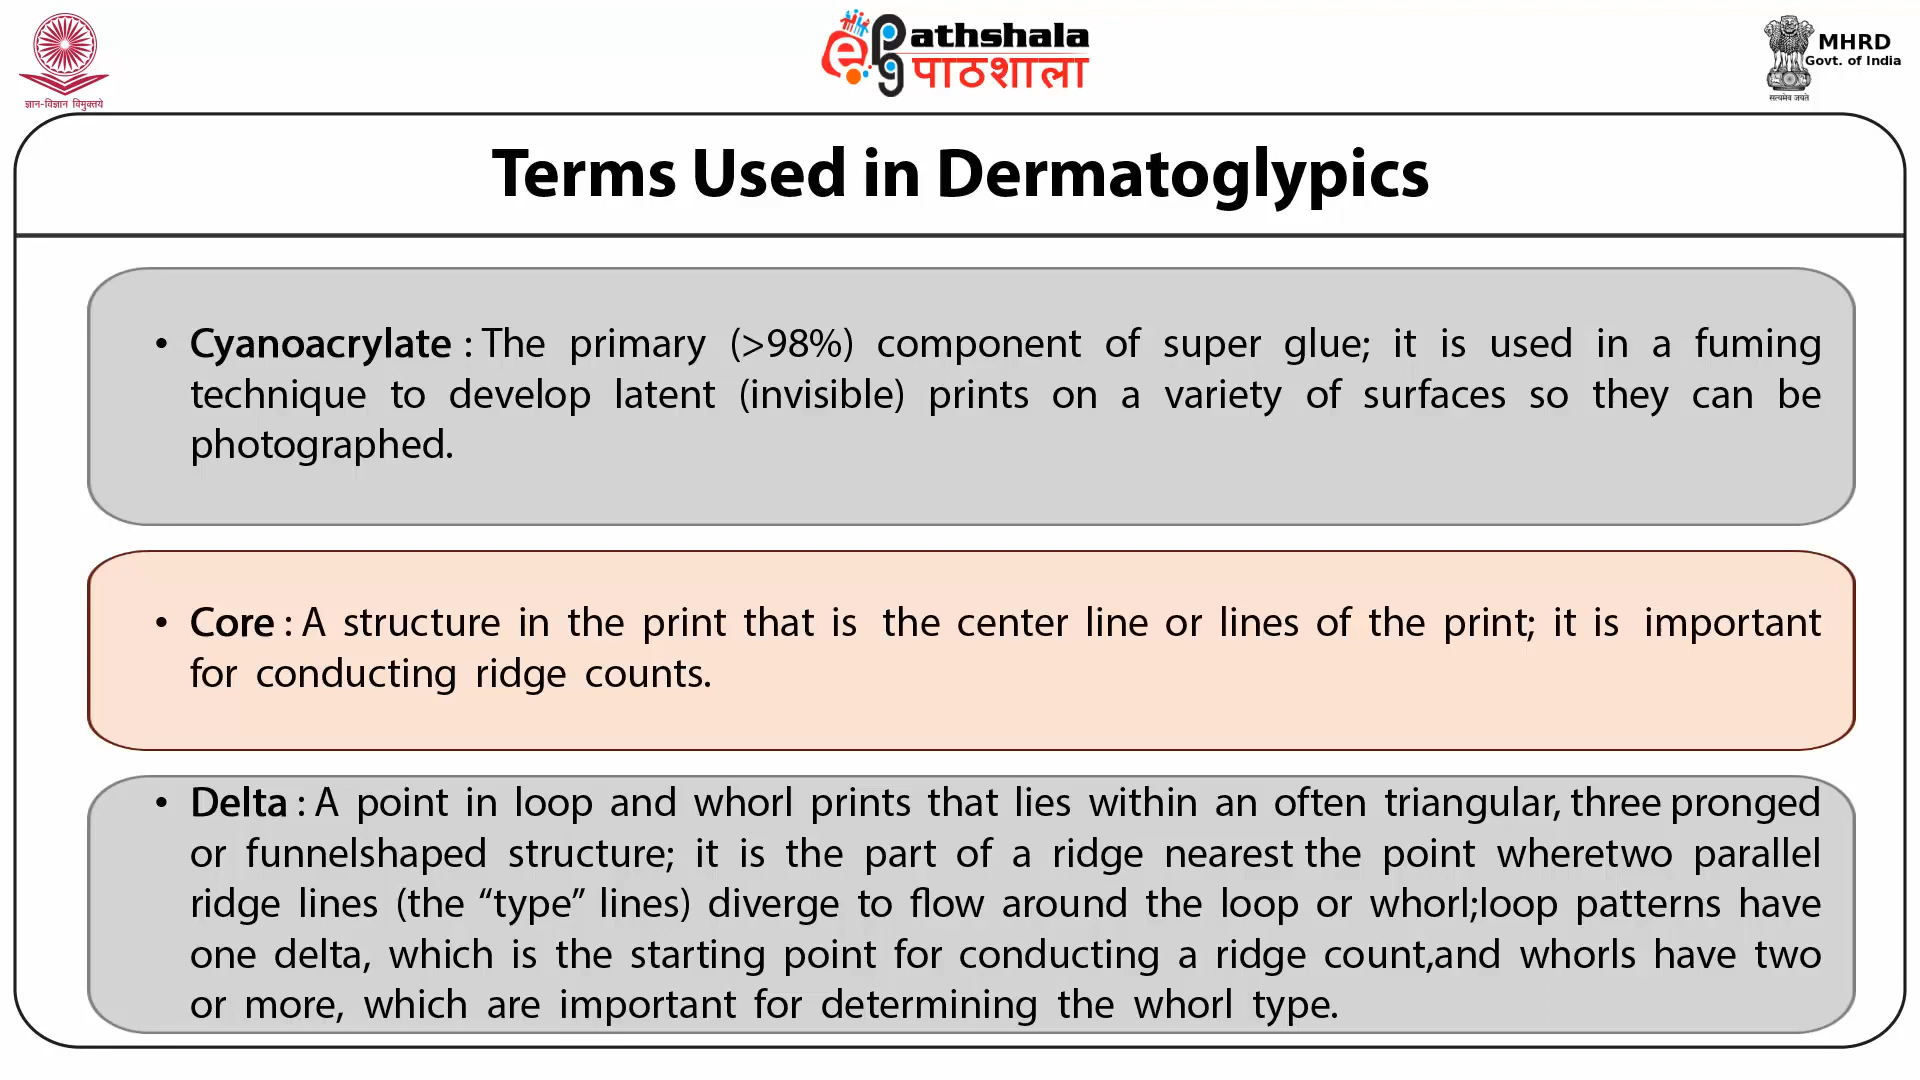 ज्ञान-विज्ञान विमुक्तये
ePathshala
पाठशाला
MHRD
Govt. of India
सत्यमेव जयते
Terms Used in Dermatoglypics
• Cyanoacrylate : The primary (>98%) component of super glue; it is used in a fuming
technique to develop latent (invisible) prints on a variety of surfaces so they can be
photographed.
• Core : A structure in the print that is the center line or lines of the print; it is important
for conducting ridge counts.
• Delta : A point in loop and whorl prints that lies within an often triangular, three pronged
or funnelshaped structure; it is the part of a ridge nearest the point wheretwo parallel
ridge lines (the “type” lines) diverge to flow around the loop or whorl;loop patterns have
one delta, which is the starting point for conducting a ridge count,and whorls have two
or more, which are important for determining the whorl type.